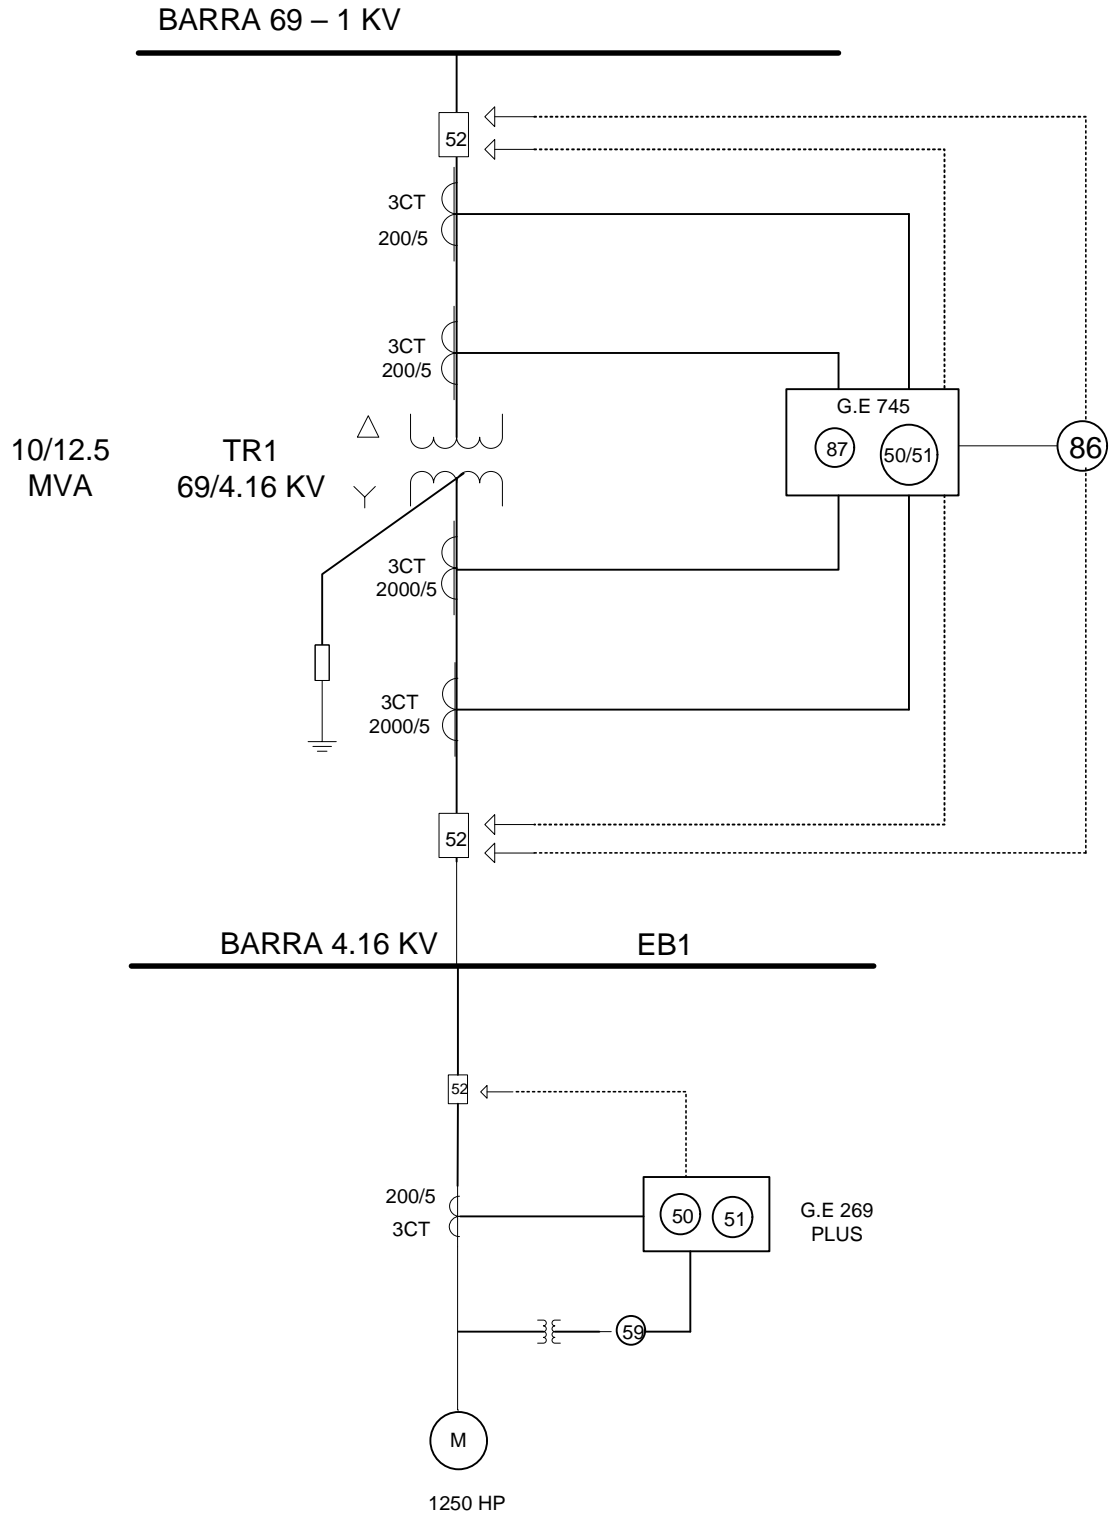 BARRA 69 – 1 KV
52
3CT
200/5
3CT
200/5
G.E 745
87
50/51
86
10/12.5
MVA
TR1
69/4.16 KV
3CT
2000/5
3CT
2000/5
52
BARRA 4.16 KV
EB1
52
200/5
3CT
50
51
G.E 269
PLUS
59
M
1250 HP